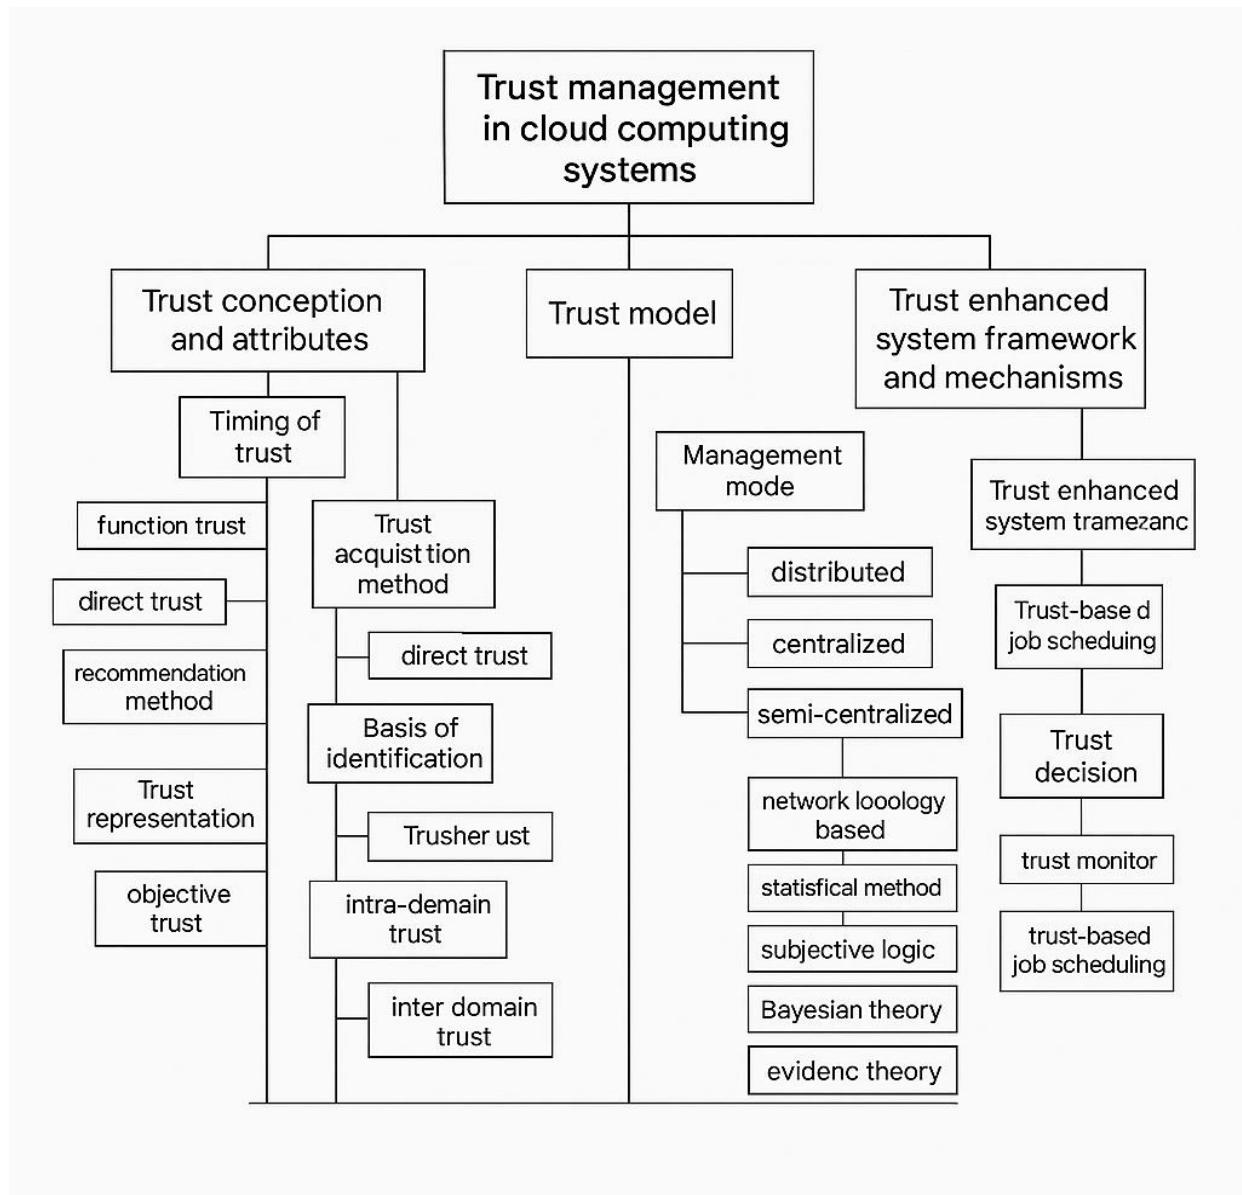 Trust management
in cloud computing
systems
Trust conception
and attributes
Trust model
Trust enhanced
system framework
and mechanisms
Timing of
trust
function trust
direct trust
recommendation
method
Trust
representation
objective
trust
Trust
acquist tion
method
direct trust
Basis of
identification
Trusher ust
intra-demain
trust
inter domain
trust
Management
mode
distributed
centralized
semi-centralized
network looology
based
statisfical method
subjective logic
Bayesian theory
evidenc theory
Trust enhanced
system tramezanc
Trust-base d
job scheduing
Trust
decision
trust monitor
trust-based
job scheduling